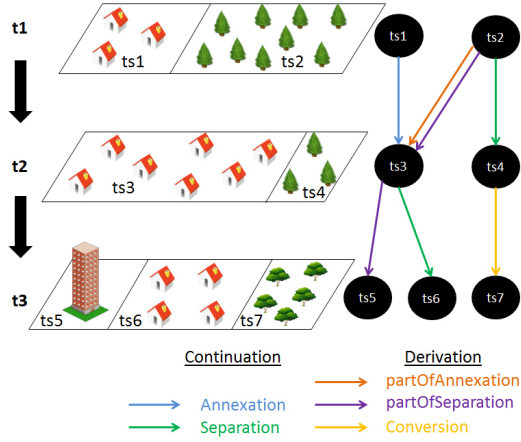 t1
ts1
ts2
ts1
ts2
t2
ts3
ts4
ts3
ts4
t3
ts5
ts6
ts7
ts5
ts6
ts7
Continuation
Derivation
Annexation
partOfAnnexation
Separation
partOfSeparation
Conversion